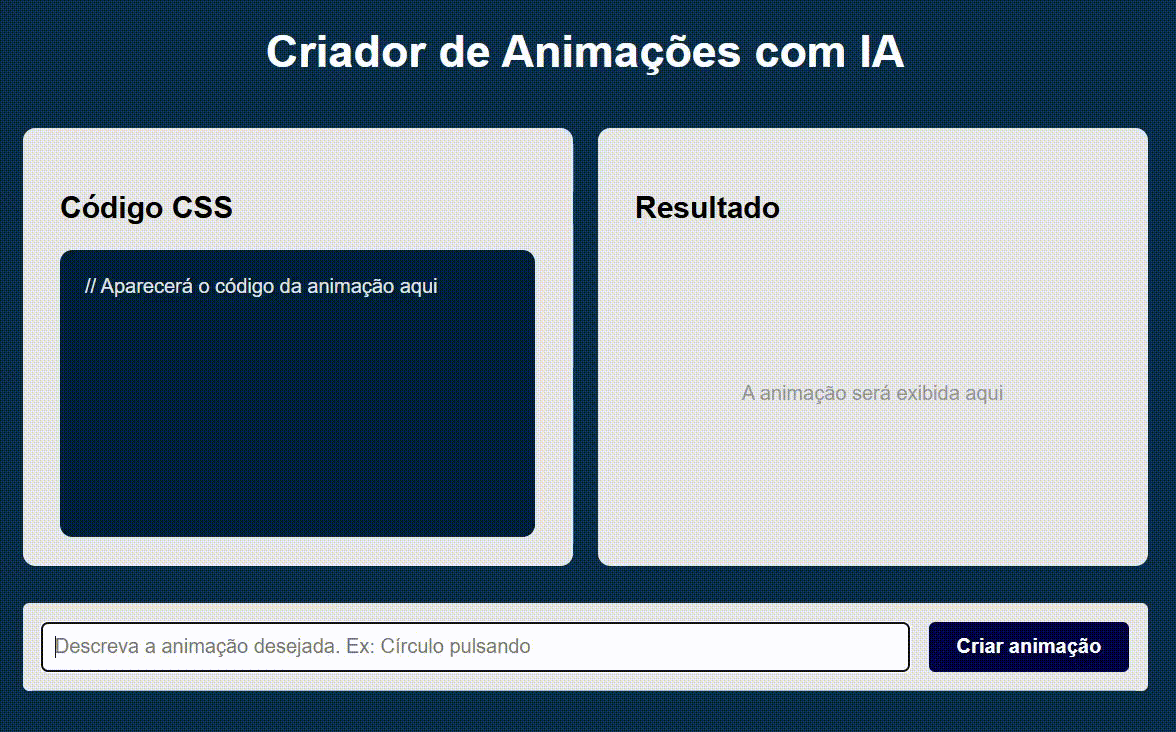 Criador de Animações com IA
Código CSS
// Aparecerá o código da animação aqui
Resultado
A animação será exibida aqui
Descreva a animação desejada. Ex: Círculo pulsando
Criar animação